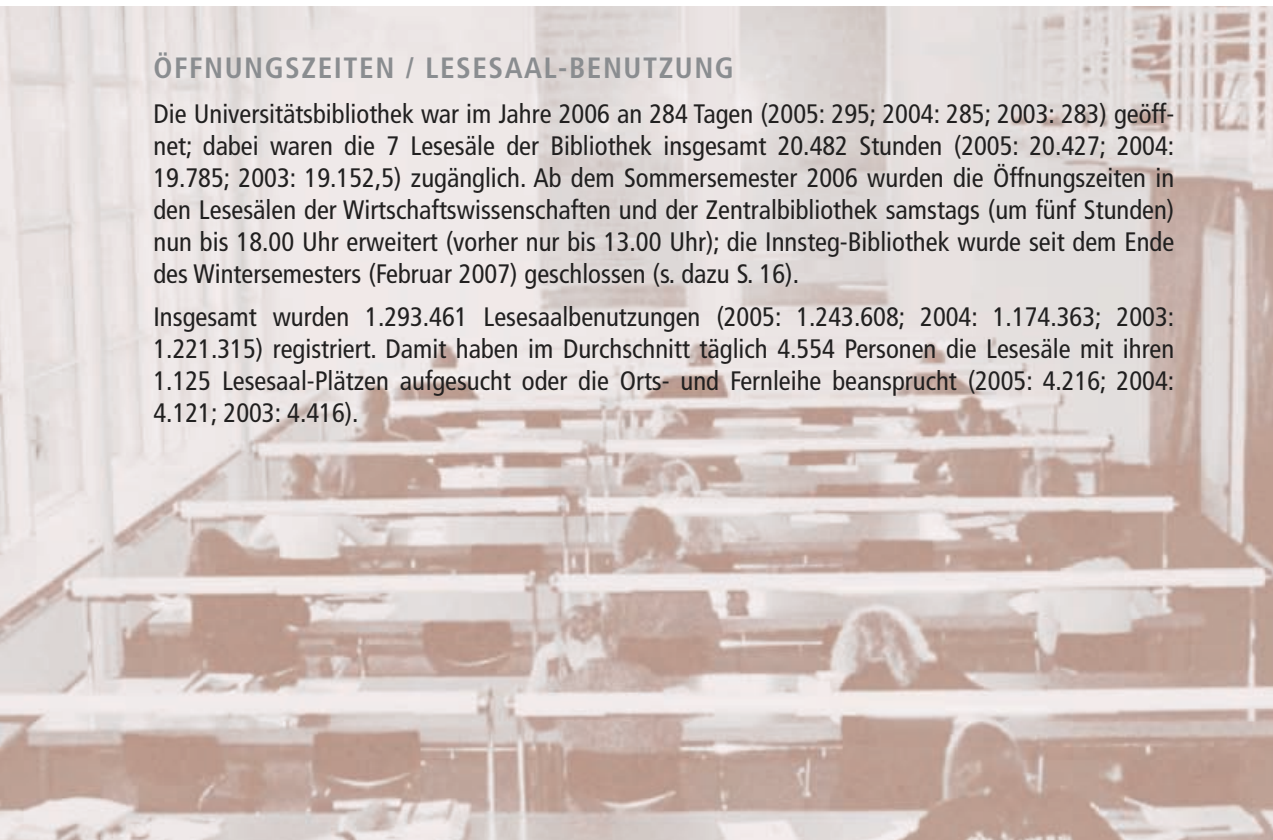 ÖFFNUNGSZEITEN / LESESAAL-BENUTZUNG
Die Universitätsbibliothek war im Jahre 2006 an 284 Tagen (2005: 295; 2004: 285; 2003: 283) geöff-
net; dabei waren die 7 Lesesäle der Bibliothek insgesamt 20.482 Stunden (2005: 20.427; 2004:
19.785; 2003: 19.152,5) zugänglich. Ab dem Sommersemester 2006 wurden die Öffnungszeiten in
den Lesesälen der Wirtschaftswissenschaften und der Zentralbibliothek samstags (um fünf Stunden)
nun bis 18.00 Uhr erweitert (vorher nur bis 13.00 Uhr); die Innsteg-Bibliothek wurde seit dem Ende
des Wintersemesters (Februar 2007) geschlossen (s. dazu S. 16).
Insgesamt wurden 1.293.461 Lesesaalbenutzungen (2005: 1.243.608; 2004: 1.174.363; 2003:
1.221.315) registriert. Damit haben im Durchschnitt täglich 4.554 Personen die Lesesäle mit ihren
1.125 Lesesaal-Plätzen aufgesucht oder die Orts- und Fernleihe beansprucht (2005: 4.216; 2004:
4.121; 2003: 4.416).